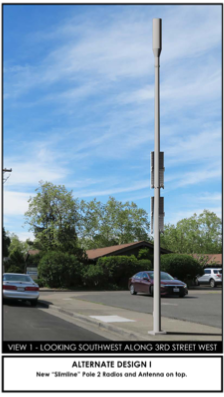 VIEW 1 - LOOKING SOUTHWEST ALONG 3RD STREET WEST
ALTERNATE DESIGN I
New "Slimline" Pole 2 Radios and Antenna on top.